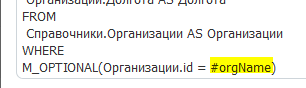 Организации.Долгота AS Долгота
FROM
Справочники.Организации AS Организации
WHERE
M_OPTIONAL(Организации.id = #orgName)